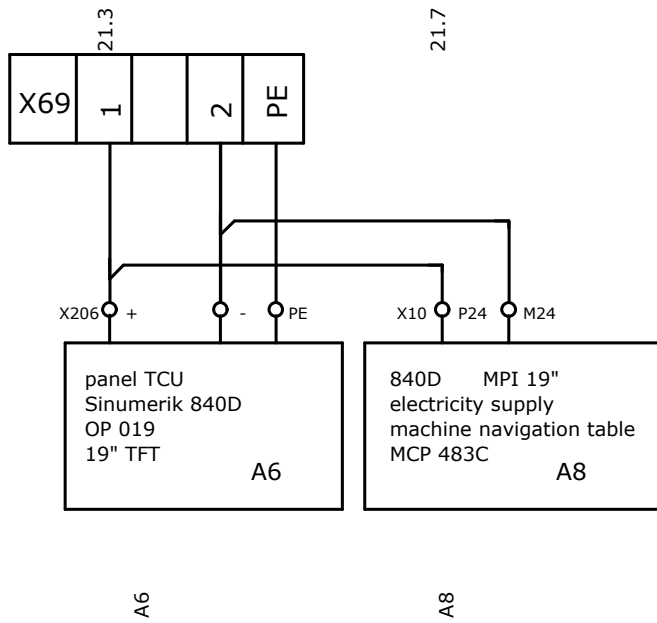 21.3
21.7
X69 1 2 PE
X206 + - PE X10 P24 M24
panel TCU
Sinumerik 840D
OP 019
19" TFT
A6
840D MPI 19"
electricity supply
machine navigation table
MCP 483C
A8
A6
A8